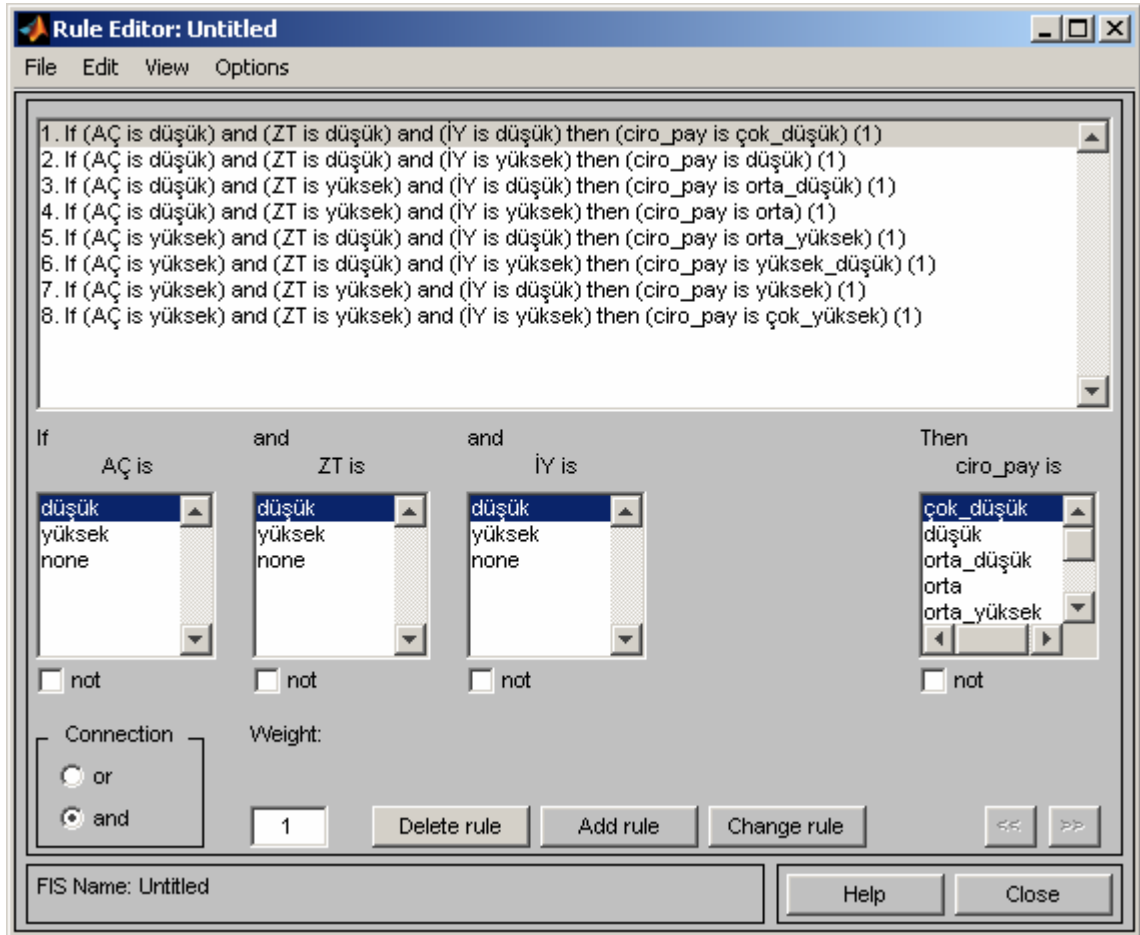 Rule Editor: Untitled
File Edit View Options
1. If (AÇ is düşük) and (ZT is düşük) and (İY is düşük) then (ciro_pay is çok_düşük) (1)
2. If (AÇ is düşük) and (ZT is düşük) and (İY is yüksek) then (ciro_pay is düşük) (1)
3. If (AÇ is düşük) and (ZT is yüksek) and (İY is düşük) then (ciro_pay is orta_düşük) (1)
4. If (AÇ is düşük) and (ZT is yüksek) and (İY is yüksek) then (ciro_pay is orta) (1)
5. If (AÇ is yüksek) and (ZT is düşük) and (İY is düşük) then (ciro_pay is orta_yüksek) (1)
6. If (AÇ is yüksek) and (ZT is düşük) and (İY is yüksek) then (ciro_pay is yüksek_düşük) (1)
7. If (AÇ is yüksek) and (ZT is yüksek) and (İY is düşük) then (ciro_pay is yüksek) (1)
8. If (AÇ is yüksek) and (ZT is yüksek) and (İY is yüksek) then (ciro_pay is çok_yüksek) (1)
If and and Then
AÇ is ZT is İY is ciro_pay is
düşük düşük düşük çok_düşük
yüksek yüksek yüksek düşük
none none none orta_düşük
orta
orta_yüksek
not not not not
Connection Weight:
or
and 1 Delete rule Add rule Change rule << >>
FIS Name: Untitled Help Close